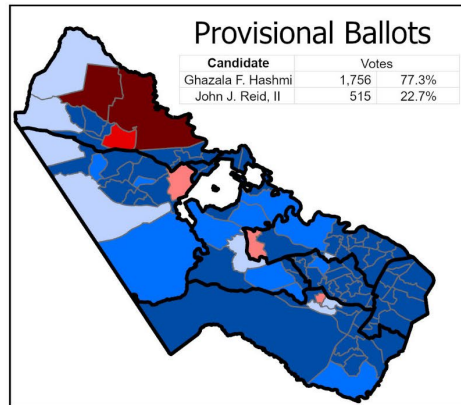 Provisional Ballots
Candidate Votes
Ghazala F. Hashmi 1,756 77.3%
John J. Reid, II 515 22.7%